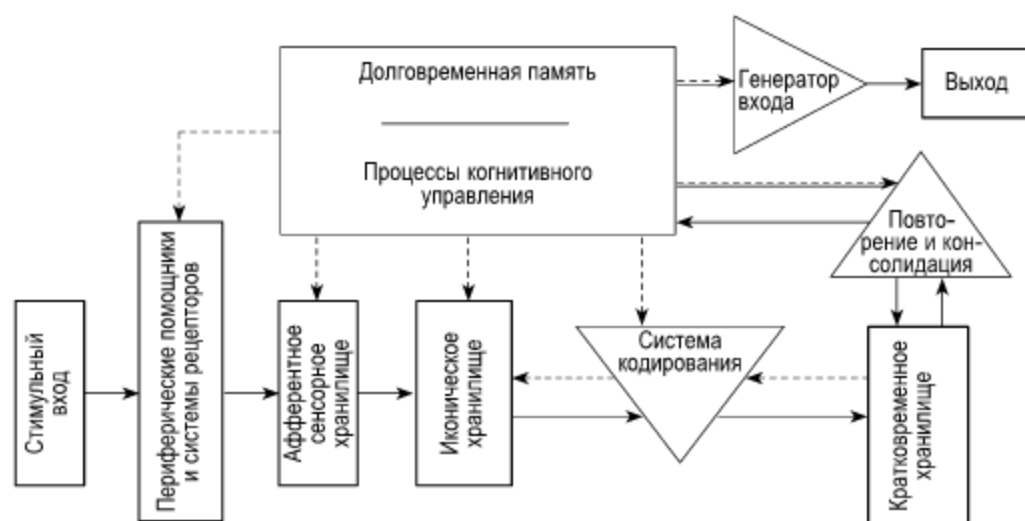 Долговременная память
Процессы когнитивного
управления
Генератор
входа
Выход
Повто-
рение и кон-
солидация
Стимульный
вход
Периферические помощники
и системы рецепторов
Афферентное
сенсорное
хранилище
Иконическое
хранилище
Система
кодирования
Кратковременное
хранилище